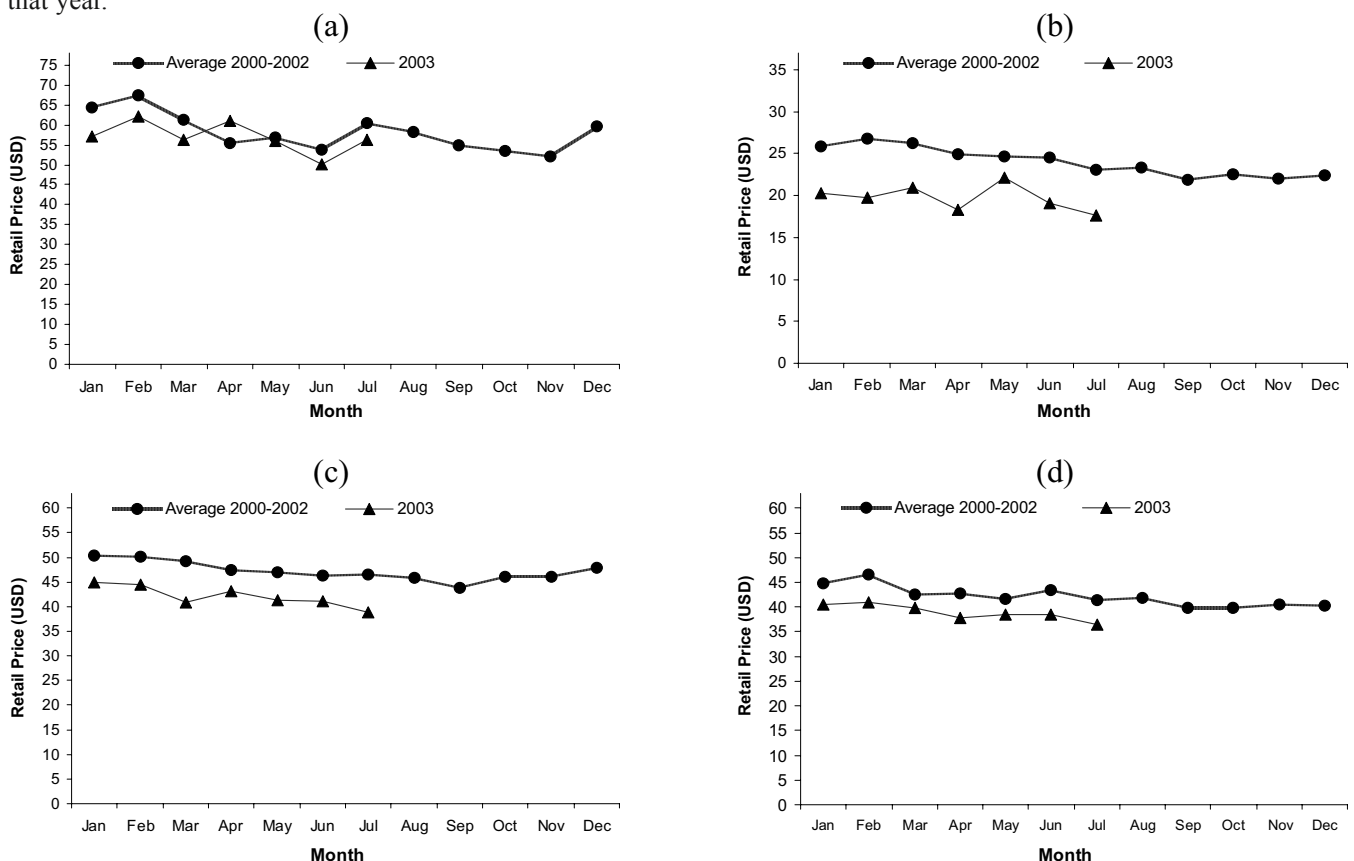 that year.
(a)
Average 2000-2002 2003
75
70
65
60
55
50
45
40
35
30
25
20
15
10
5
0
Retail Price (USD)
Jan Feb Mar Apr May Jun Jul Aug Sep Oct Nov Dec
Month
(b)
Average 2000-2002 2003
35
30
25
20
15
10
5
0
Retail Price (USD)
Jan Feb Mar Apr May Jun Jul Aug Sep Oct Nov Dec
Month
(c)
Average 2000-2002 2003
60
55
50
45
40
35
30
25
20
15
10
5
0
Retail Price (USD)
Jan Feb Mar Apr May Jun Jul Aug Sep Oct Nov Dec
Month
(d)
Average 2000-2002 2003
60
55
50
45
40
35
30
25
20
15
10
5
0
Retail Price (USD)
Jan Feb Mar Apr May Jun Jul Aug Sep Oct Nov Dec
Month